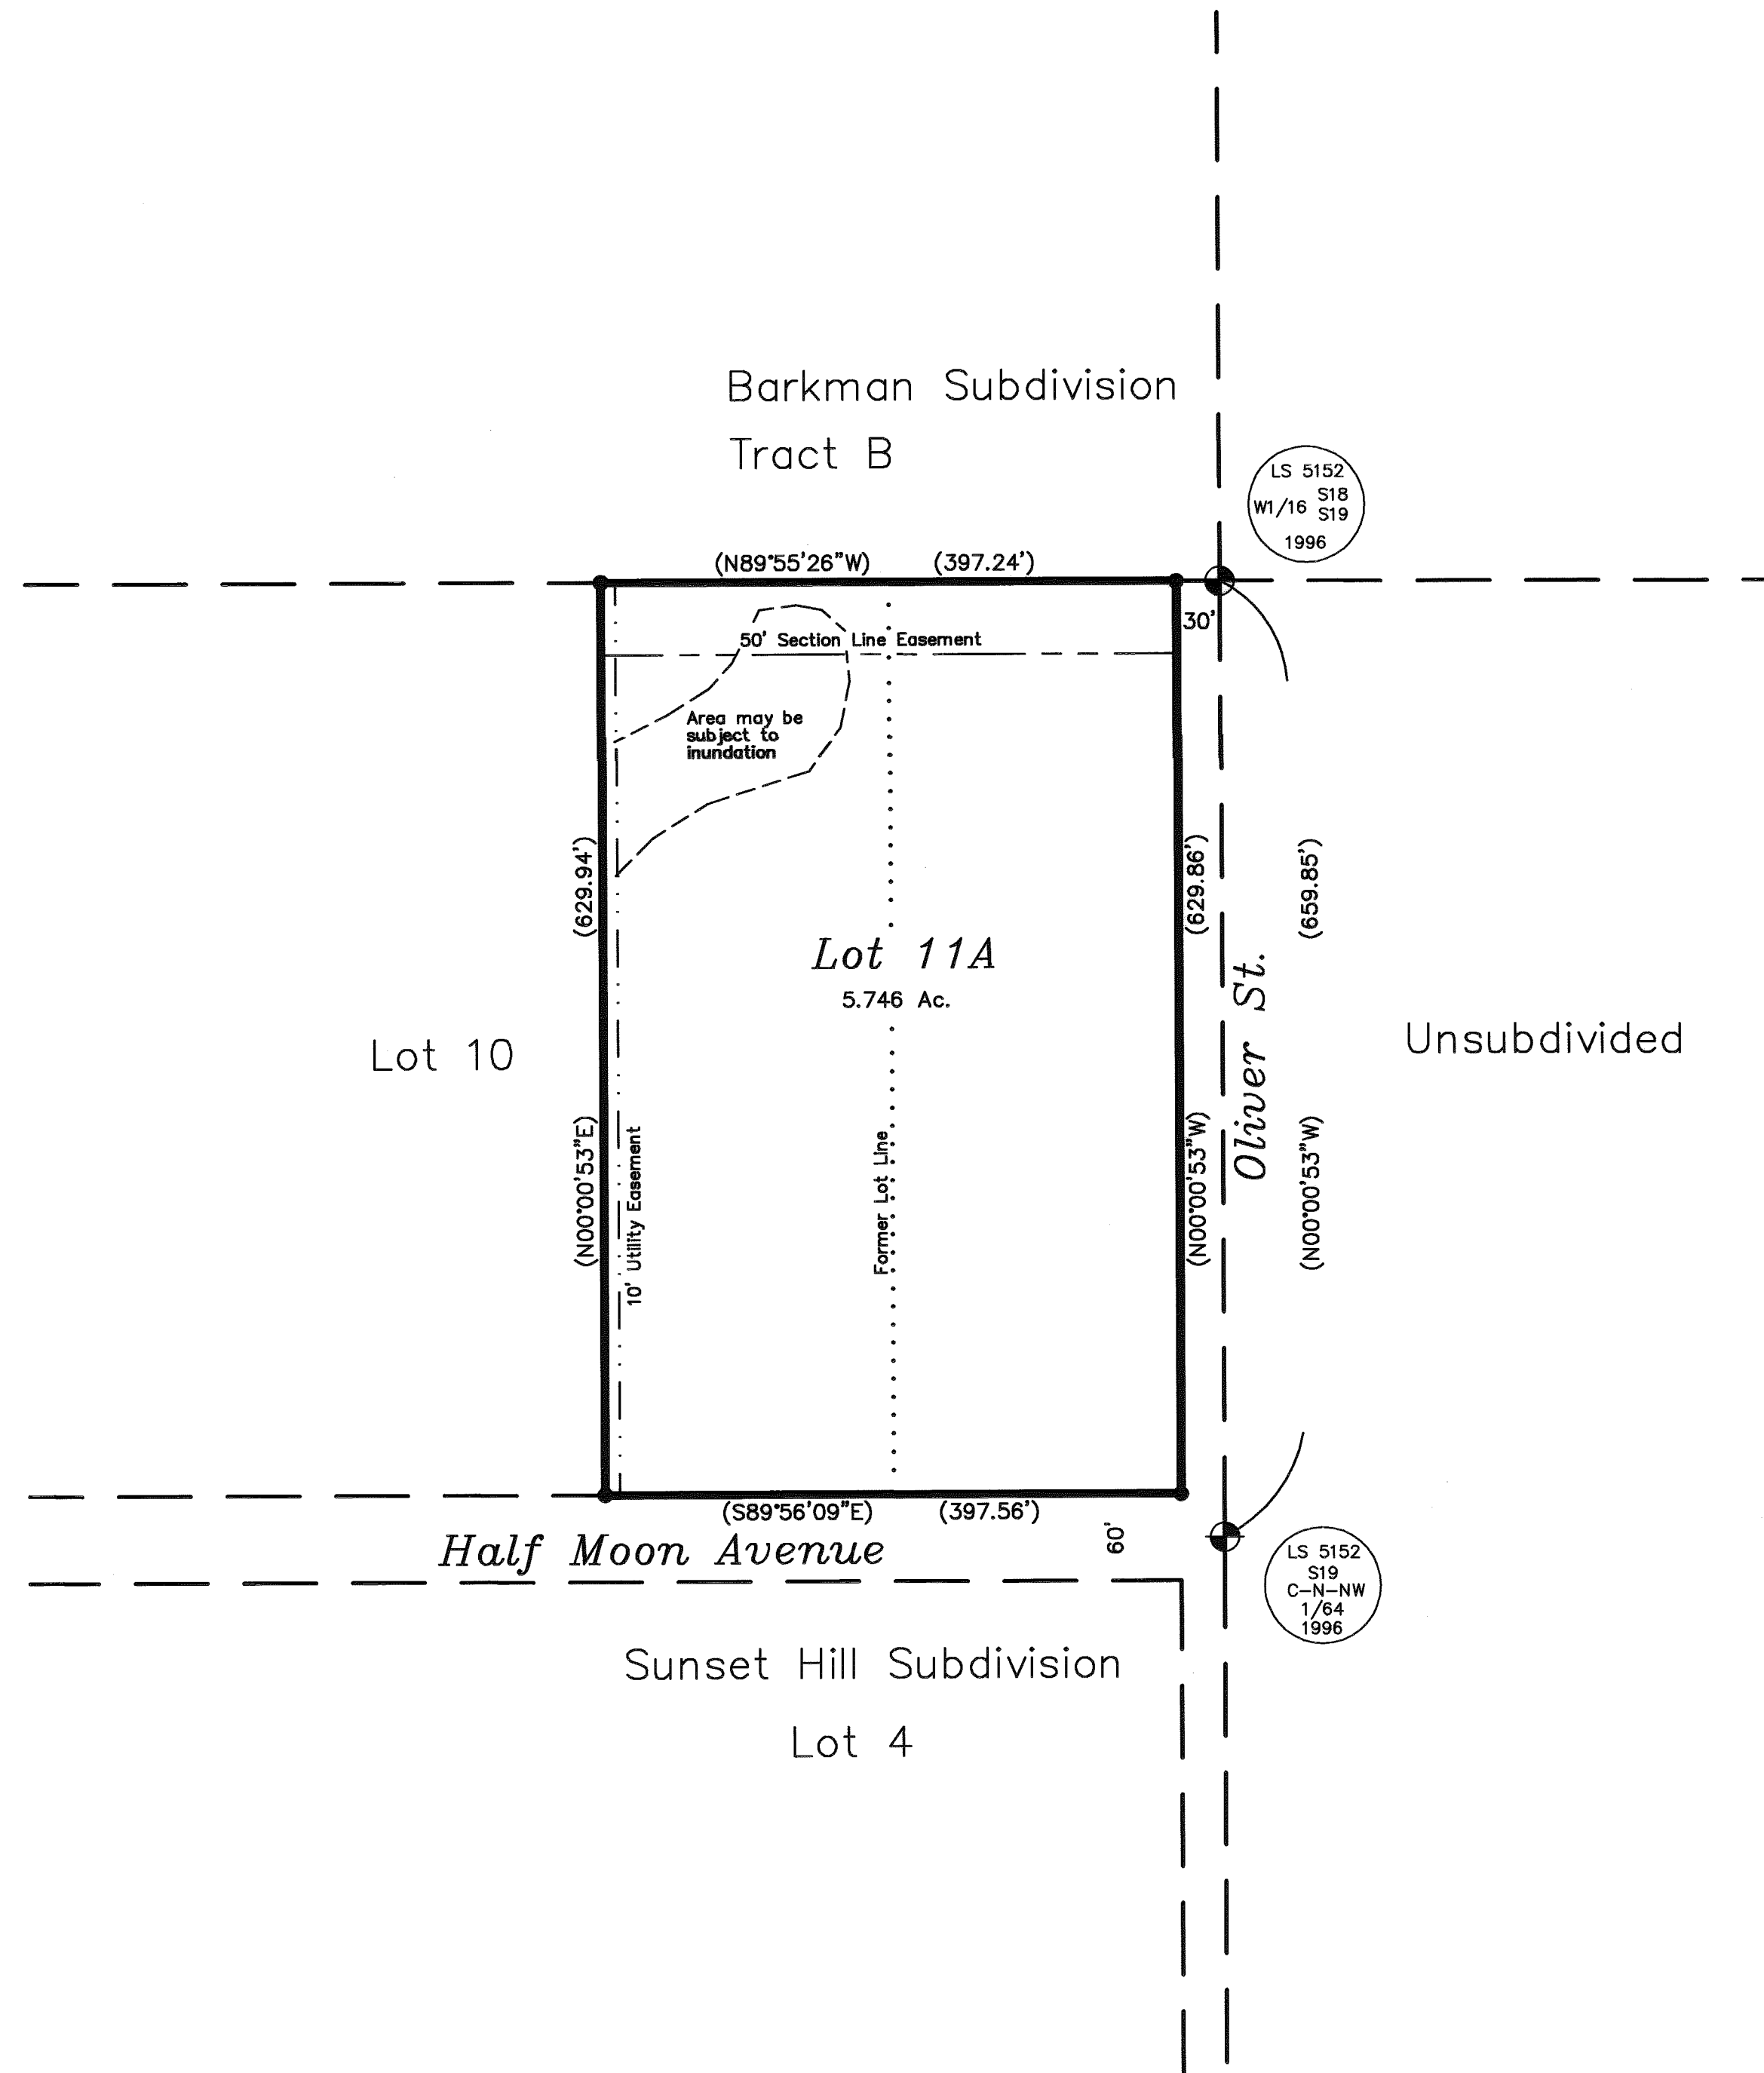 Barkman Subdivision
Tract B
LS 5152
W1/16 S18
S19
1996
(N89°55'26"W) (397.24')
30'
50' Section Line Easement
Area may be
subject to
inundation
(629.94')
(629.86')
(659.85')
Lot 11A
5.746 Ac.
Lot 10
Oliver St.
Unsubdivided
(N00°00'53"E)
10' Utility Easement
Former Lot Line
(N00°00'53"W)
(N00°00'53"W)
(S89°56'09"E) (397.56')
Half Moon Avenue
60'
LS 5152
S19
C-N-NW
1/64
1996
Sunset Hill Subdivision
Lot 4